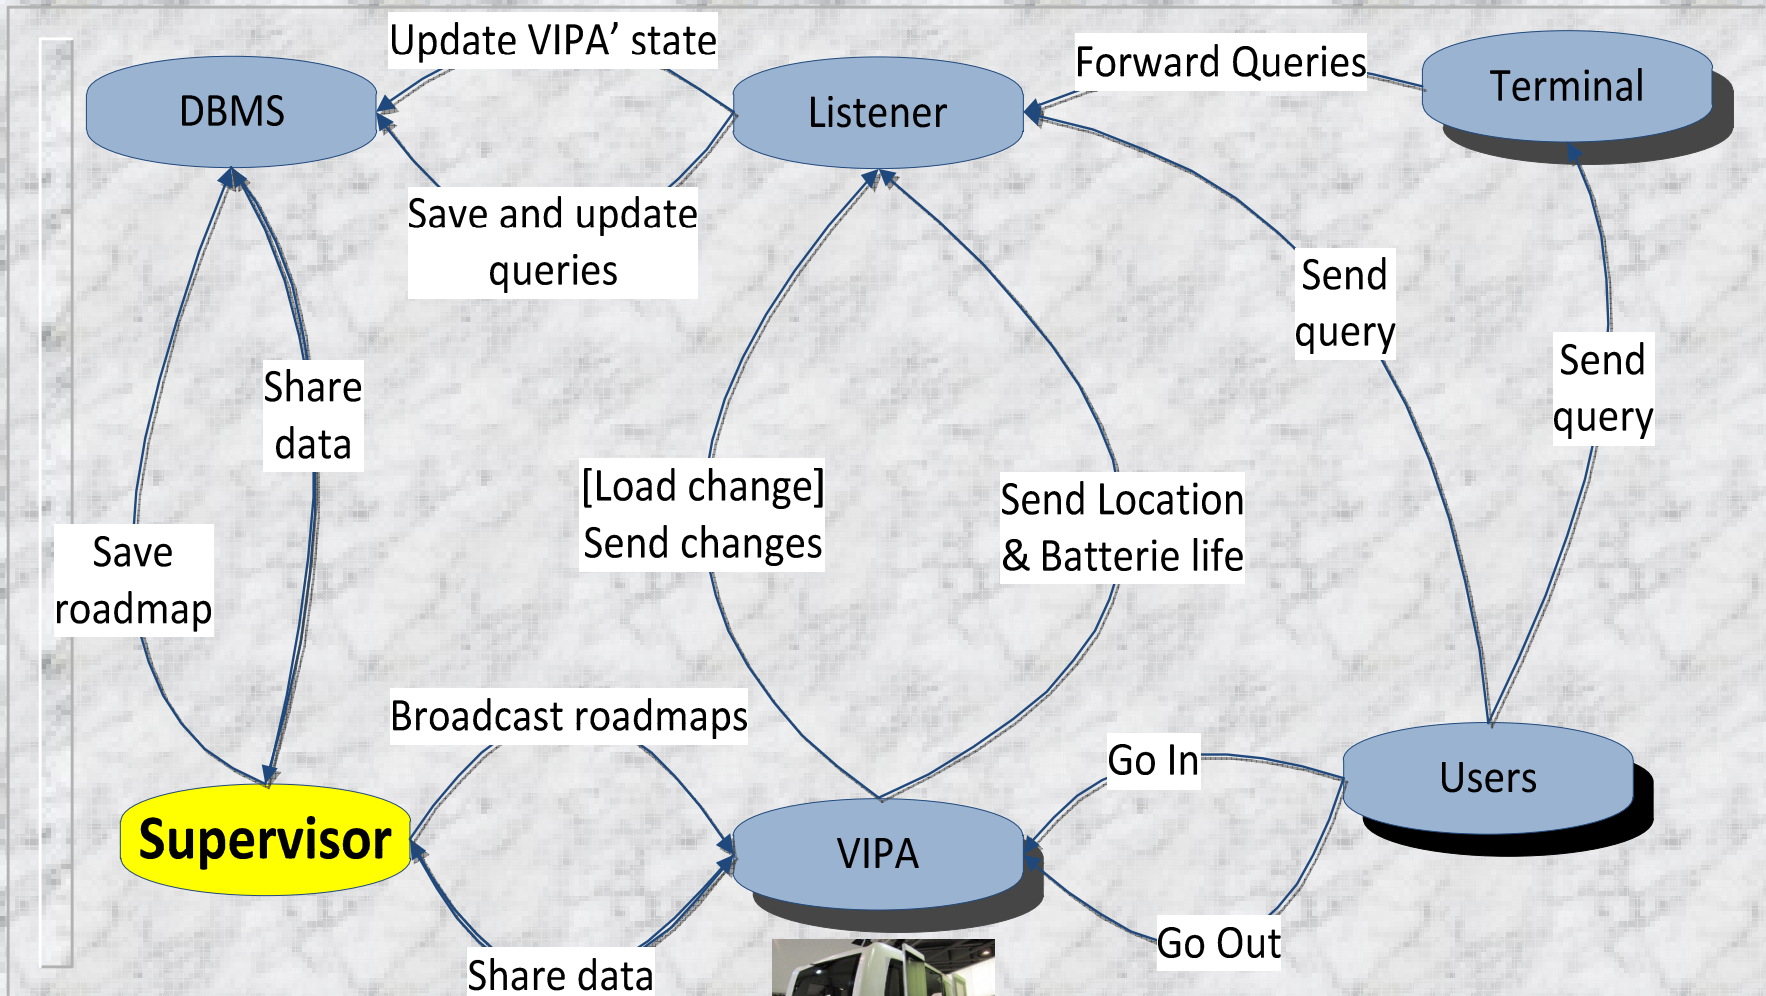 Update VIPA’ state
Forward Queries
Terminal
DBMS
Listener
Save and update
queries
Send
query
Send
query
Share
data
[Load change]
Send changes
Send Location
& Batterie life
Save
roadmap
Broadcast roadmaps
Go In
Users
Supervisor
VIPA
Go Out
Share data